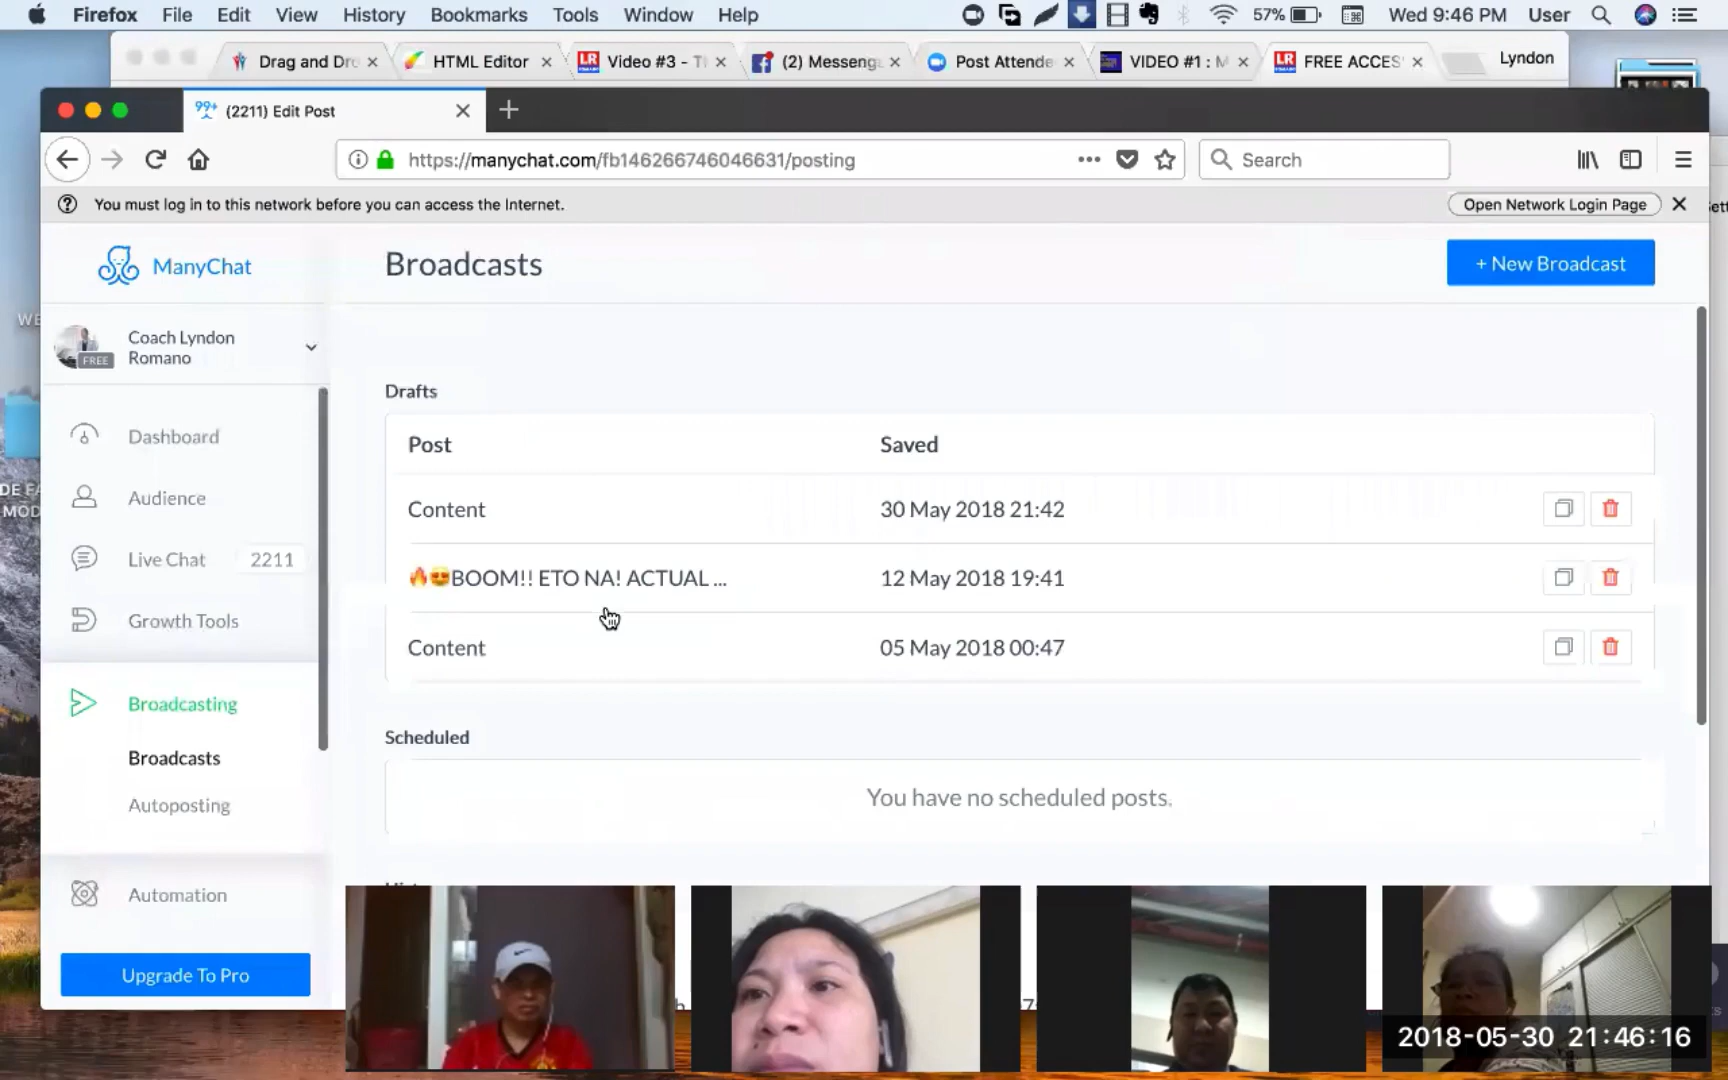 Firefox File Edit View History Bookmarks Tools Window Help 57% Wed 9:46 PM User
Drag and Dro HTML Editor LR Video #3 - T (2) Messeng Post Attende VIDEO #1 : M LR FREE ACCES Lyndon
99+ (2211) Edit Post
https://manychat.com/fb146266746046631/posting Search
You must log in to this network before you can access the Internet. Open Network Login Page
ManyChat
Broadcasts
+ New Broadcast
Coach Lyndon
Romano
FREE
Dashboard
Audience
Live Chat 2211
Growth Tools
Broadcasting
Broadcasts
Autoposting
Automation
Upgrade To Pro
Drafts
Post Saved
Content 30 May 2018 21:42
🔥😍BOOM!! ETO NA! ACTUAL ... 12 May 2018 19:41
Content 05 May 2018 00:47
Scheduled
You have no scheduled posts.
2018-05-30 21:46:16